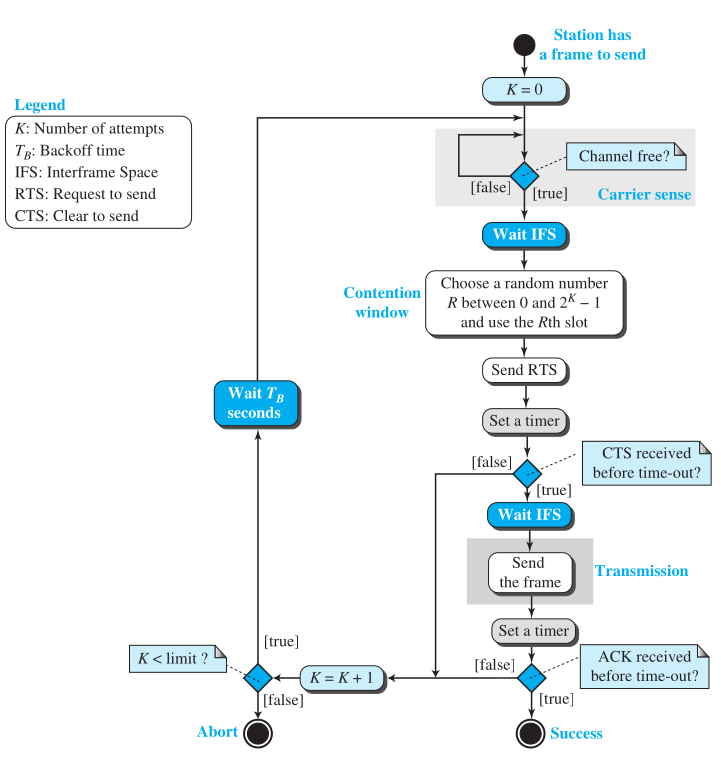 Station has
a frame to send
K = 0
Legend
K: Number of attempts
T_B: Backoff time
IFS: Interframe Space
RTS: Request to send
CTS: Clear to send
Channel free?
[false]
[true]
Carrier sense
Wait IFS
Contention
window
Choose a random number
R between 0 and 2^K − 1
and use the Rth slot
Send RTS
Wait T_B
seconds
Set a timer
[false]
CTS received
before time-out?
[true]
Wait IFS
Send
the frame
Transmission
Set a timer
[true]
K < limit ?
K = K + 1
[false]
ACK received
before time-out?
[false]
[true]
Abort
Success